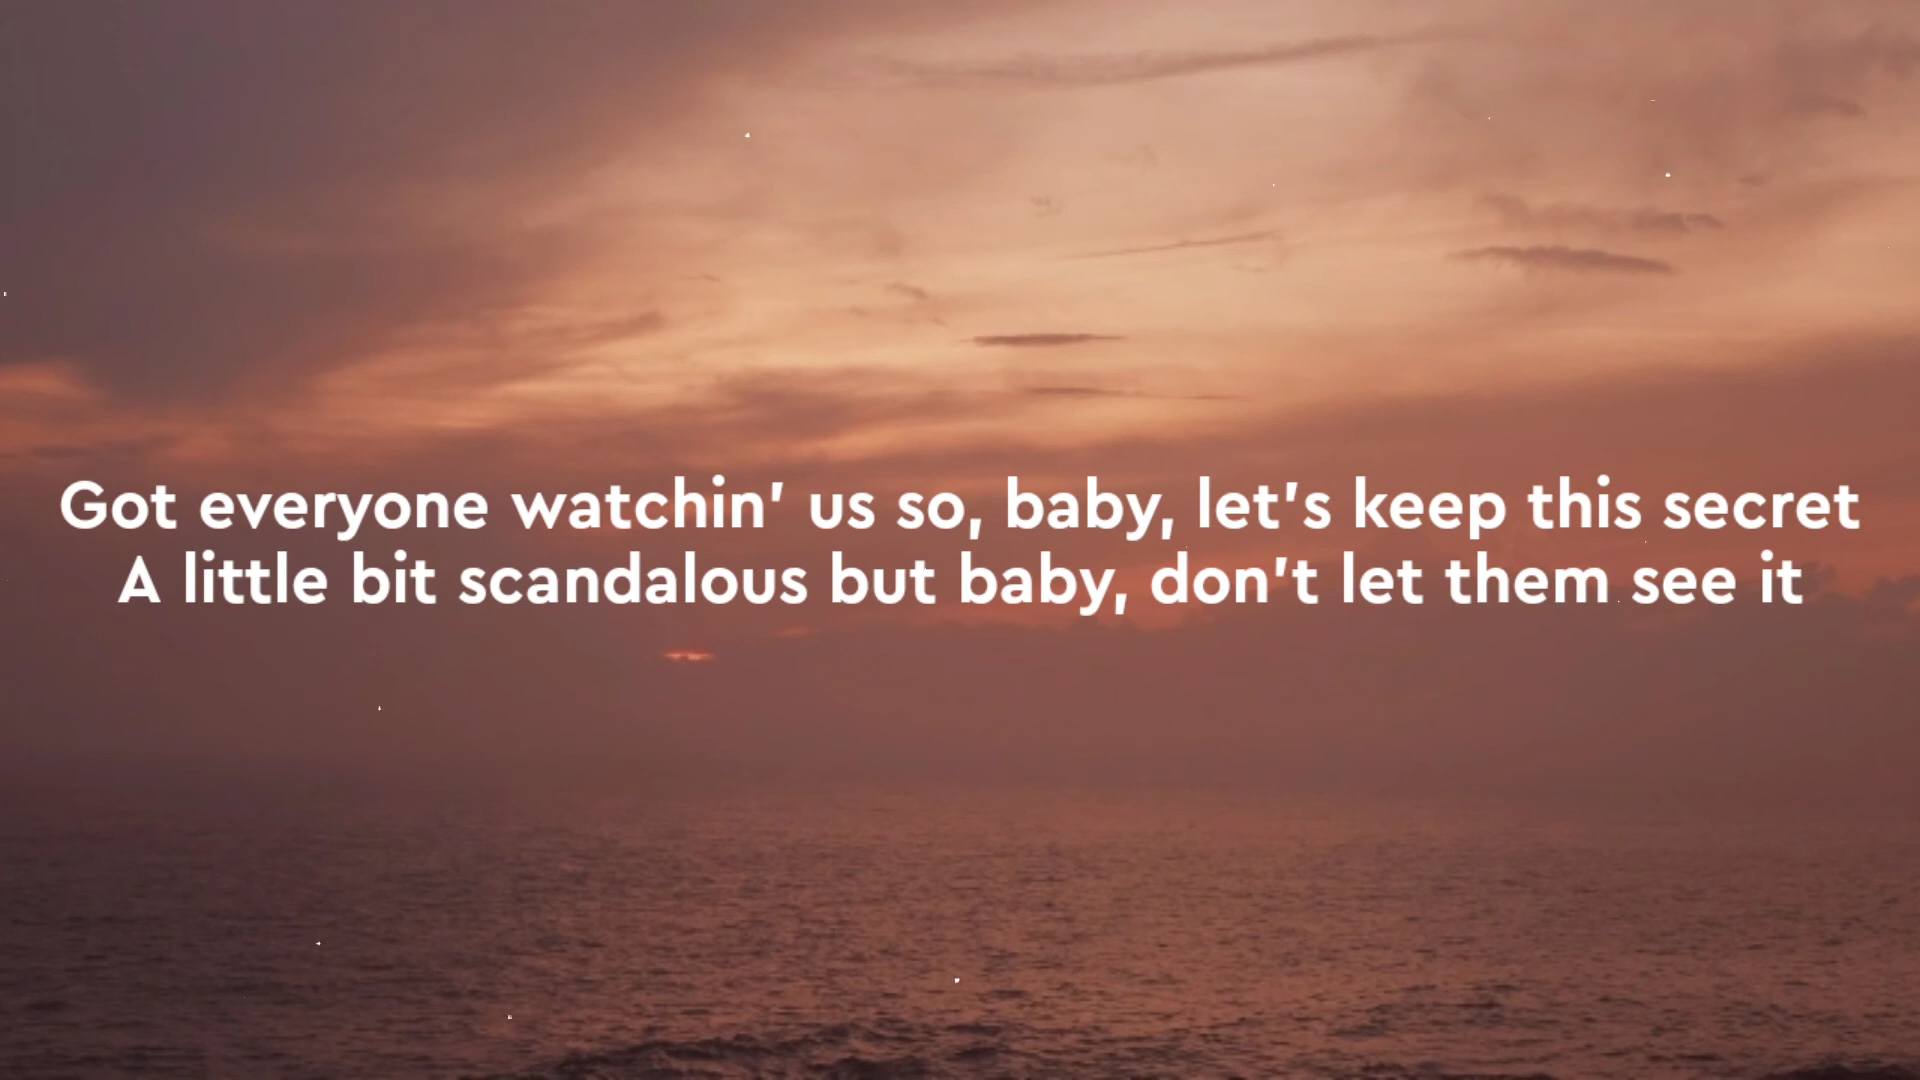 Got everyone watchin' us so, baby, let's keep this secret
A little bit scandalous but baby, don't let them see it